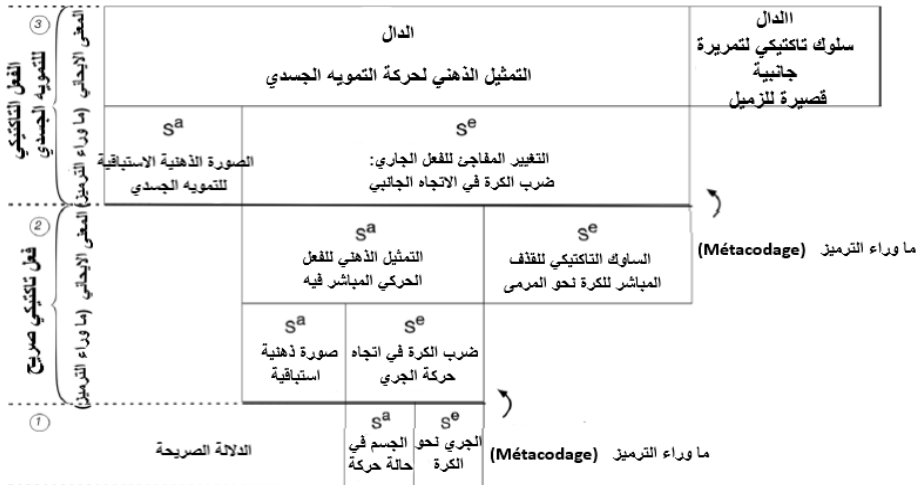 ③
الفعل التاكتيكي
للتمويه الجسدي
المعنى الايحاني
(ما وراء الترميز)
الدال
التمثيل الذهني لحركة التمويه الجسدي
االدال
سلوك تاكتيكي لتمريرة
جانبية
قصيرة للزميل
sa
الصورة الذهنية الاستباقية
للتمويه الجسدي
se
التغيير المفاجئ للفعل الجاري:
ضرب الكرة في الاتجاه الجانبي
ما وراء الترميز (Métacodage)
②
فعل تاكتيكي صريح
المعنى الايحاني
(ما وراء الترميز)
sa
التمثيل الذهني للفعل
الحركي المباشر فيه
se
الساوك التاكتيكي للقذف
المباشر للكرة نحو المرمى
sa
صورة ذهنية
استباقية
se
ضرب الكرة في اتجاه
حركة الجري
ما وراء الترميز (Métacodage)
①
الدلالة الصريحة
sa
الجسم في
حالة حركة
se
الجري نحو
الكرة